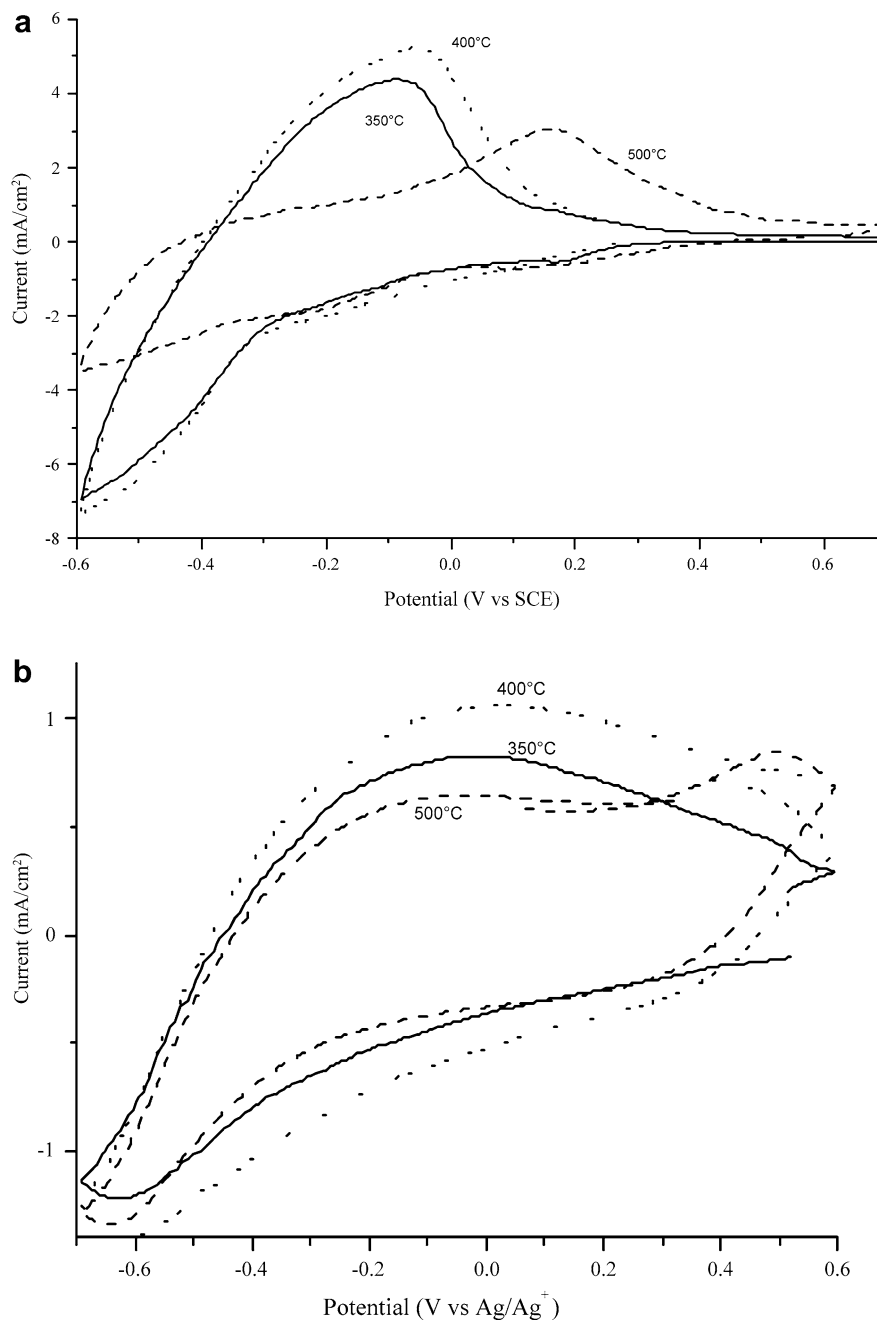 a
6
400°C
4
350°C
500°C
2
0
-2
-4
-6
-8
Current (mA/cm²)
-0.6 -0.4 -0.2 0.0 0.2 0.4 0.6
Potential (V vs SCE)
b
400°C
1
350°C
500°C
0
-1
Current (mA/cm²)
-0.6 -0.4 -0.2 0.0 0.2 0.4 0.6
Potential (V vs Ag/Ag⁺)